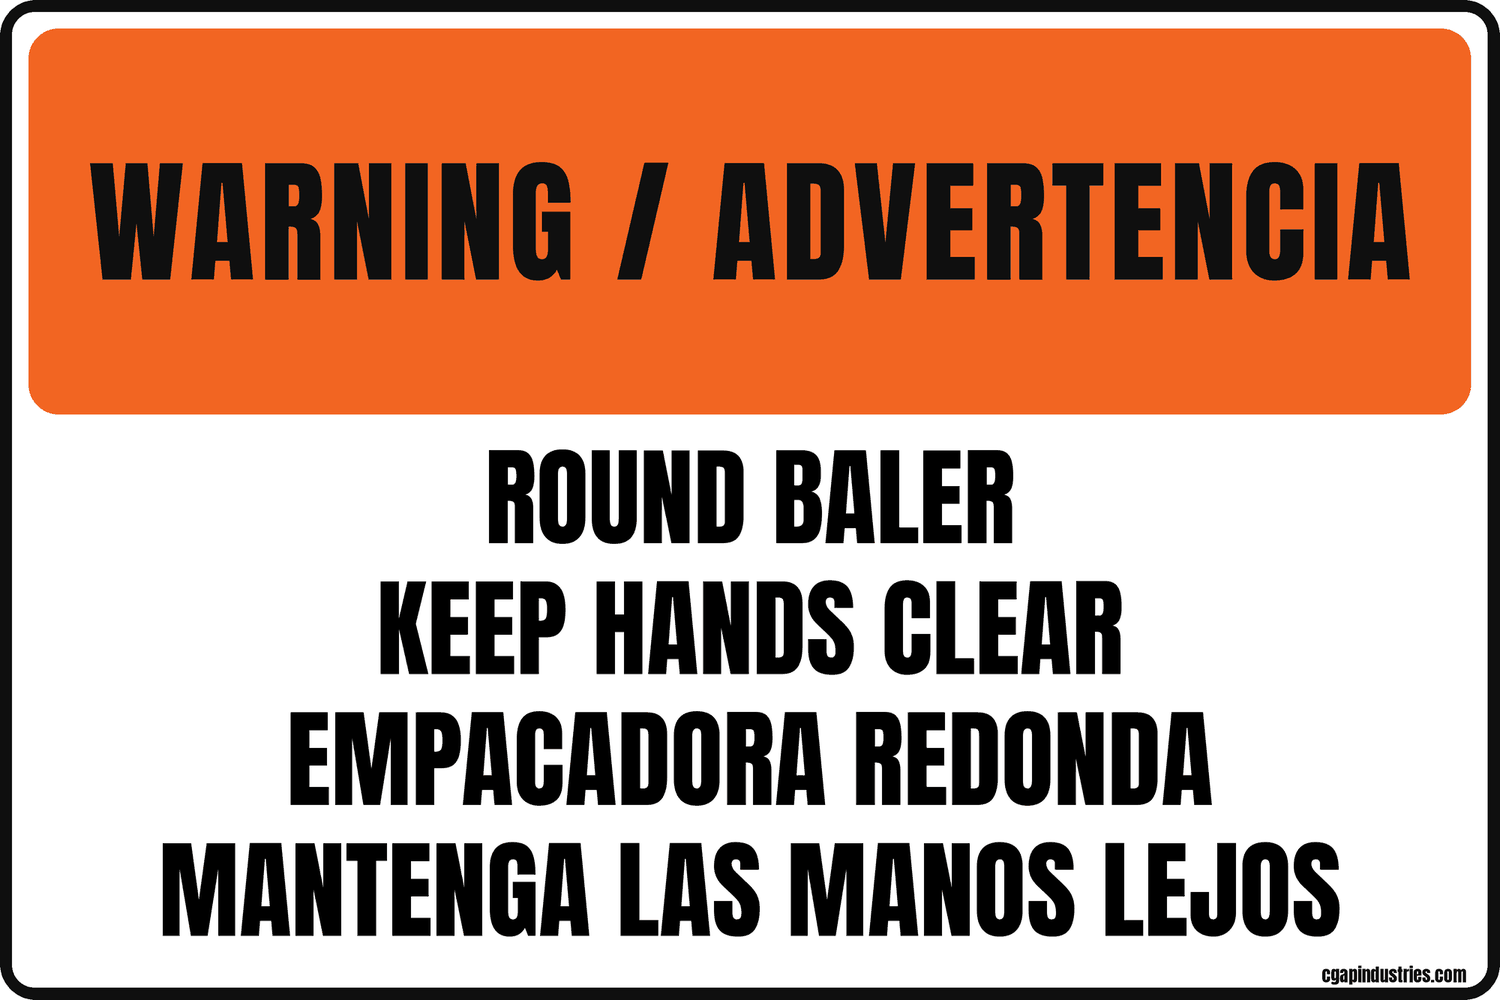 WARNING / ADVERTENCIA
ROUND BALER
KEEP HANDS CLEAR
EMPACADORA REDONDA
MANTENGA LAS MANOS LEJOS
cgapindustries.com